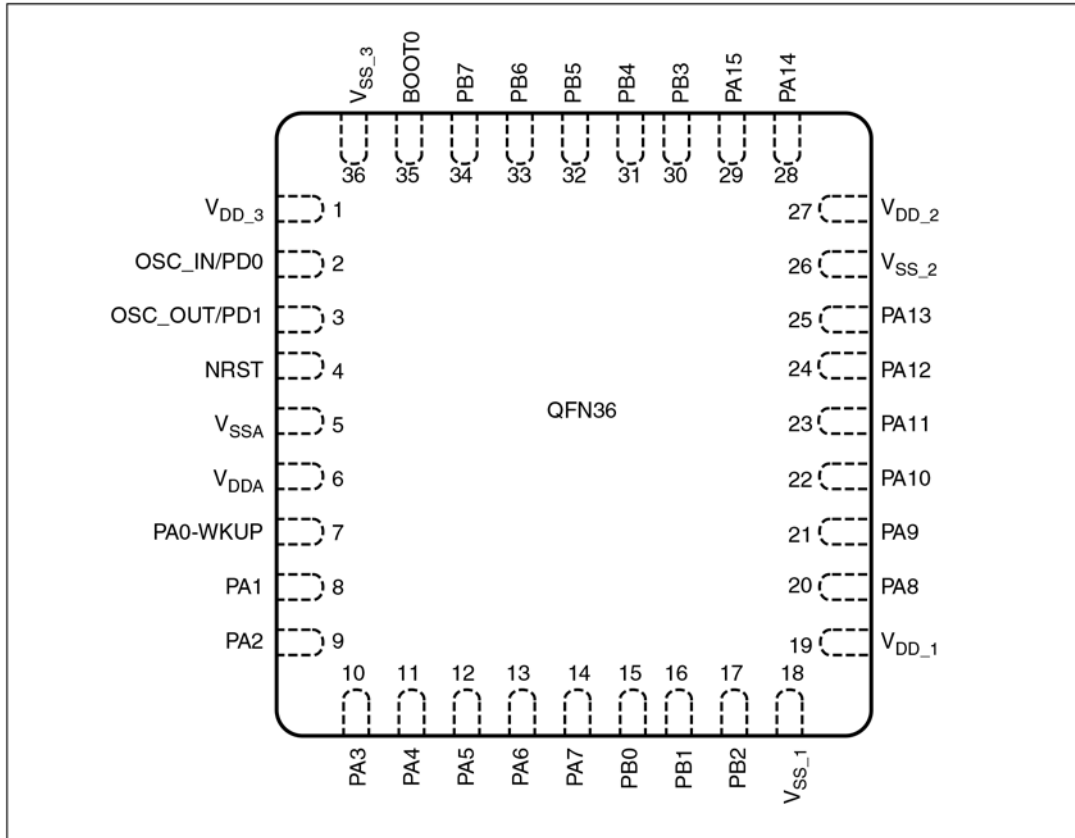 VSS_3
BOOT0
PB7
PB6
PB5
PB4
PB3
PA15
PA14
36 35 34 33 32 31 30 29 28
VDD_3 1 27 VDD_2
OSC_IN/PD0 2 26 VSS_2
OSC_OUT/PD1 3 25 PA13
NRST 4 24 PA12
QFN36
VSSA 5 23 PA11
VDDA 6 22 PA10
PA0-WKUP 7 21 PA9
PA1 8 20 PA8
PA2 9 19 VDD_1
10 11 12 13 14 15 16 17 18
PA3
PA4
PA5
PA6
PA7
PB0
PB1
PB2
VSS_1